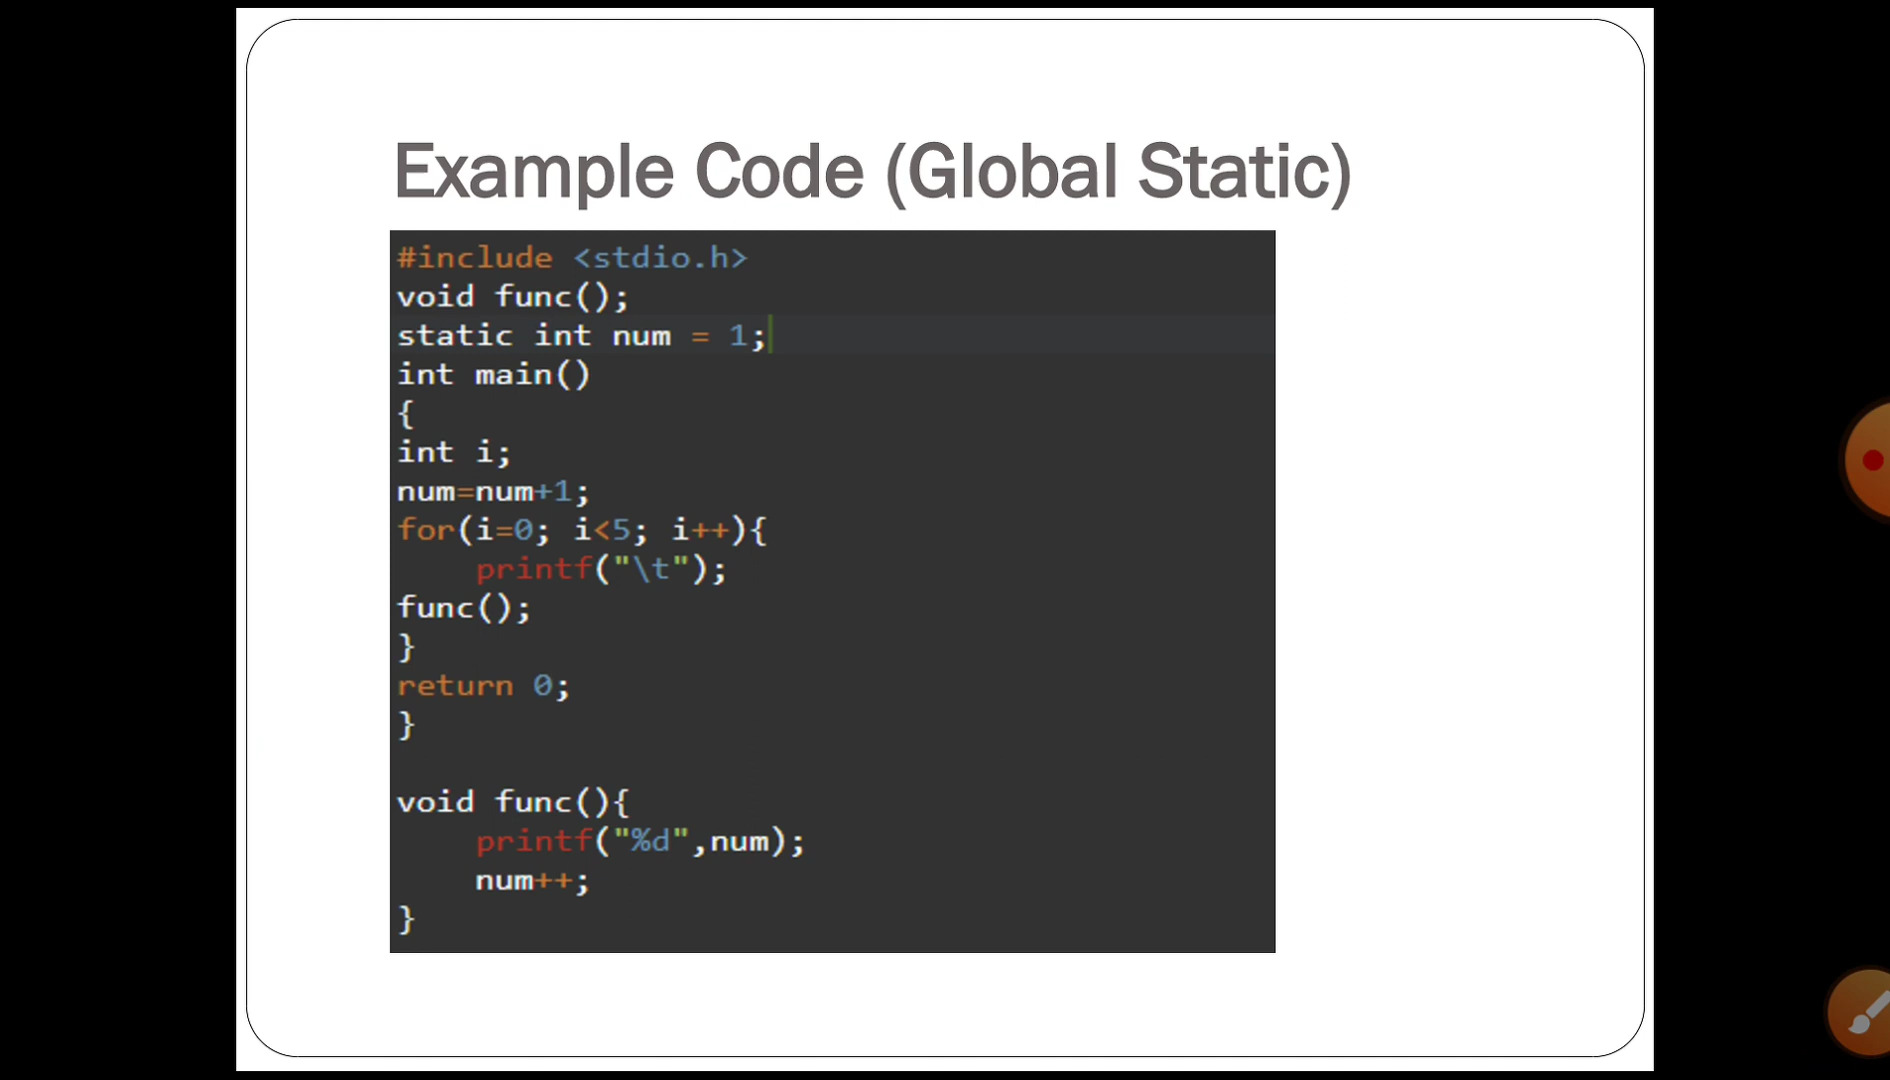 Example Code (Global Static)
#include <stdio.h>
void func();
static int num = 1;
int main()
{
int i;
num=num+1;
for(i=0; i<5; i++){
    printf("\t");
func();
}
return 0;
}
void func(){
    printf("%d",num);
    num++;
}